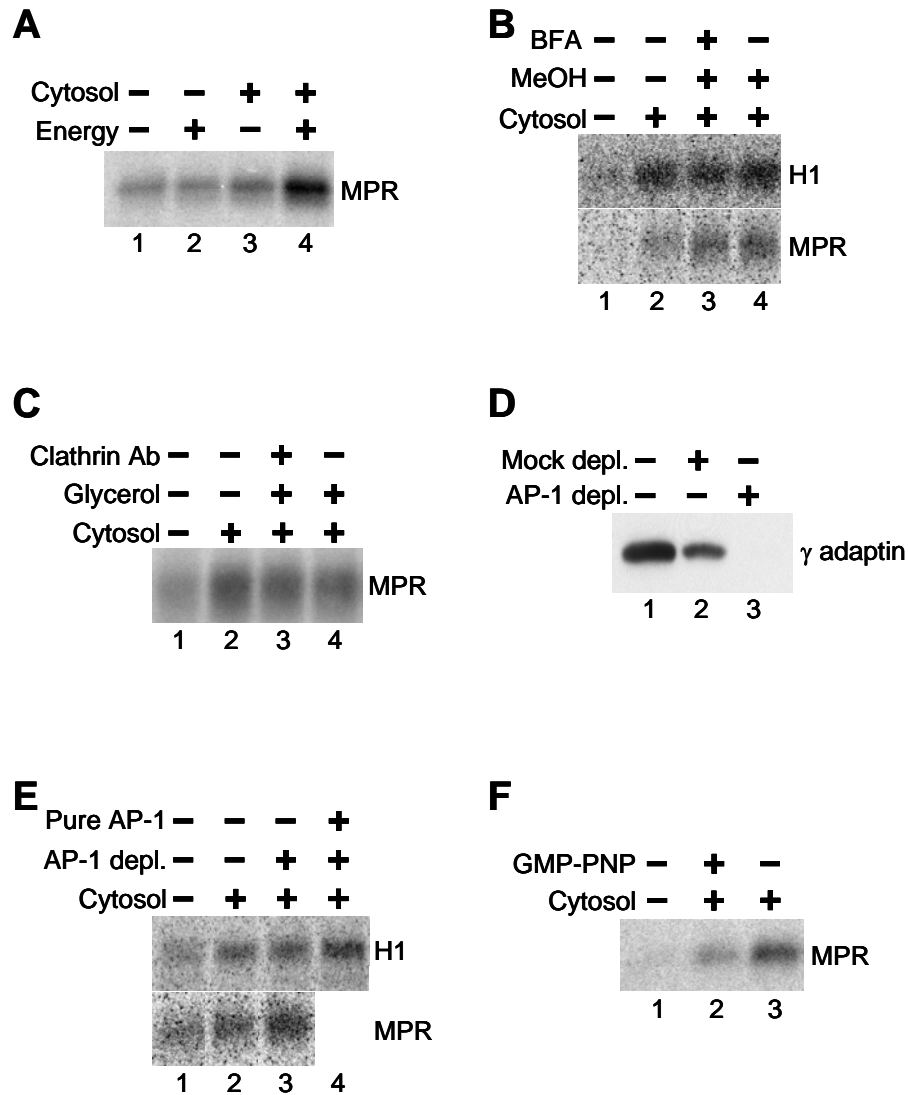 A
Cytosol – – + +
Energy – + – +
MPR
1 2 3 4
B
BFA – – + –
MeOH – – + +
Cytosol – + + +
H1
MPR
1 2 3 4
C
Clathrin Ab – – + –
Glycerol – – + +
Cytosol – + + +
MPR
1 2 3 4
D
Mock depl. – + –
AP-1 depl. – – +
γ adaptin
1 2 3
E
Pure AP-1 – – – +
AP-1 depl. – – + +
Cytosol – + + +
H1
MPR
1 2 3 4
F
GMP-PNP – + –
Cytosol – + +
MPR
1 2 3